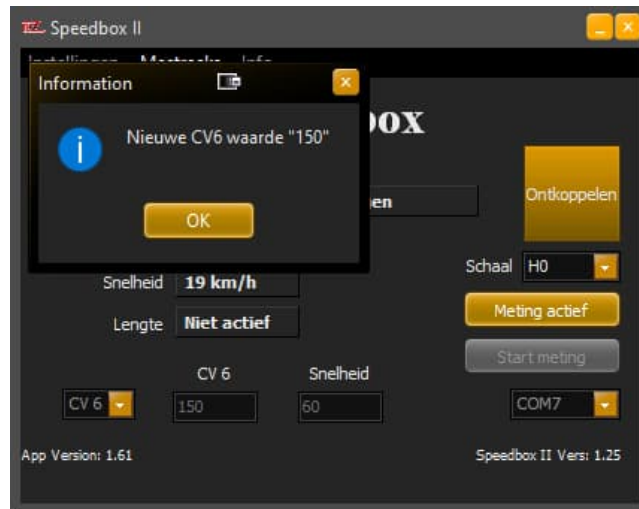 Speedbox II
Information
Nieuwe CV6 waarde "150"
OK
Ontkoppelen
Schaal H0
Snelheid 19 km/h
Meting actief
Lengte Niet actief
Start meting
CV 6 Snelheid
CV 6 150 60 COM7
App Version: 1.61 Speedbox II Vers: 1.25